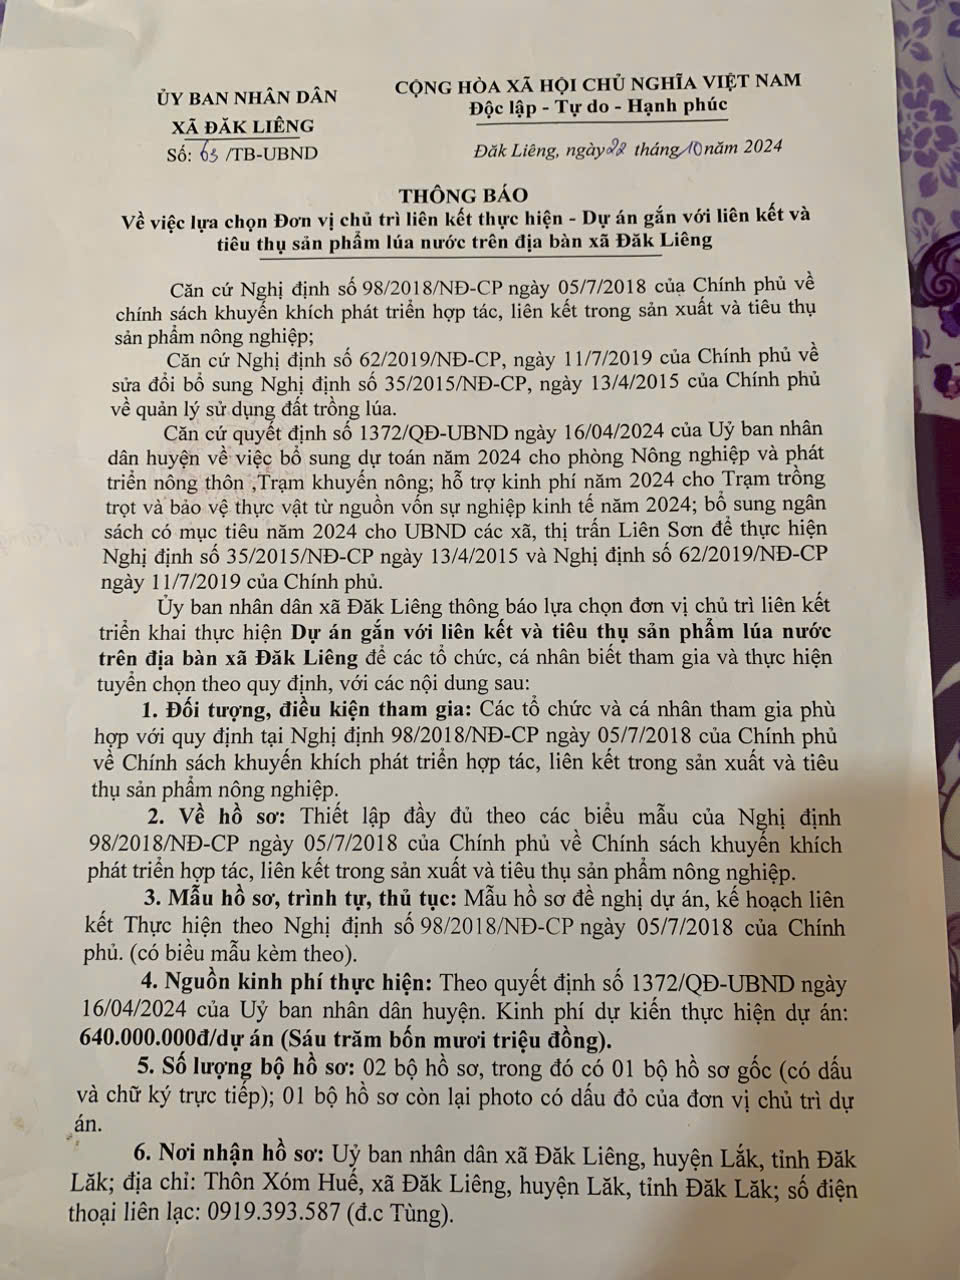 ỦY BAN NHÂN DÂN
XÃ ĐĂK LIÊNG
Số: 63 /TB-UBND
CỘNG HÒA XÃ HỘI CHỦ NGHĨA VIỆT NAM
Độc lập - Tự do - Hạnh phúc
Đăk Liêng, ngày 22 tháng 10 năm 2024
THÔNG BÁO
Về việc lựa chọn Đơn vị chủ trì liên kết thực hiện - Dự án gắn với liên kết và
tiêu thụ sản phẩm lúa nước trên địa bàn xã Đăk Liêng
Căn cứ Nghị định số 98/2018/NĐ-CP ngày 05/7/2018 của Chính phủ về
chính sách khuyến khích phát triển hợp tác, liên kết trong sản xuất và tiêu thụ
sản phẩm nông nghiệp;
Căn cứ Nghị định số 62/2019/NĐ-CP, ngày 11/7/2019 của Chính phủ về
sửa đổi bổ sung Nghị định số 35/2015/NĐ-CP, ngày 13/4/2015 của Chính phủ
về quản lý sử dụng đất trồng lúa.
Căn cứ quyết định số 1372/QĐ-UBND ngày 16/04/2024 của Uỷ ban nhân
dân huyện về việc bổ sung dự toán năm 2024 cho phòng Nông nghiệp và phát
triển nông thôn ,Trạm khuyến nông; hỗ trợ kinh phí năm 2024 cho Trạm trồng
trọt và bảo vệ thực vật từ nguồn vốn sự nghiệp kinh tế năm 2024; bổ sung ngân
sách có mục tiêu năm 2024 cho UBND các xã, thị trấn Liên Sơn để thực hiện
Nghị định số 35/2015/NĐ-CP ngày 13/4/2015 và Nghị định số 62/2019/NĐ-CP
ngày 11/7/2019 của Chính phủ.
Ủy ban nhân dân xã Đăk Liêng thông báo lựa chọn đơn vị chủ trì liên kết
triển khai thực hiện Dự án gắn với liên kết và tiêu thụ sản phẩm lúa nước
trên địa bàn xã Đăk Liêng để các tổ chức, cá nhân biết tham gia và thực hiện
tuyển chọn theo quy định, với các nội dung sau:
1. Đối tượng, điều kiện tham gia: Các tổ chức và cá nhân tham gia phù
hợp với quy định tại Nghị định 98/2018/NĐ-CP ngày 05/7/2018 của Chính phủ
về Chính sách khuyến khích phát triển hợp tác, liên kết trong sản xuất và tiêu
thụ sản phẩm nông nghiệp.
2. Về hồ sơ: Thiết lập đầy đủ theo các biểu mẫu của Nghị định
98/2018/NĐ-CP ngày 05/7/2018 của Chính phủ về Chính sách khuyến khích
phát triển hợp tác, liên kết trong sản xuất và tiêu thụ sản phẩm nông nghiệp.
3. Mẫu hồ sơ, trình tự, thủ tục: Mẫu hồ sơ đề nghị dự án, kế hoạch liên
kết Thực hiện theo Nghị định số 98/2018/NĐ-CP ngày 05/7/2018 của Chính
phủ. (có biều mẫu kèm theo).
4. Nguồn kinh phí thực hiện: Theo quyết định số 1372/QĐ-UBND ngày
16/04/2024 của Uỷ ban nhân dân huyện. Kinh phí dự kiến thực hiện dự án:
640.000.000đ/dự án (Sáu trăm bốn mươi triệu đồng).
5. Số lượng bộ hồ sơ: 02 bộ hồ sơ, trong đó có 01 bộ hồ sơ gốc (có dấu
và chữ ký trực tiếp); 01 bộ hồ sơ còn lại photo có dấu đỏ của đơn vị chủ trì dự
án.
6. Nơi nhận hồ sơ: Uỷ ban nhân dân xã Đăk Liêng, huyện Lắk, tỉnh Đăk
Lăk; địa chỉ: Thôn Xóm Huế, xã Đăk Liêng, huyện Lăk, tỉnh Đăk Lăk; số điện
thoại liên lạc: 0919.393.587 (đ.c Tùng).